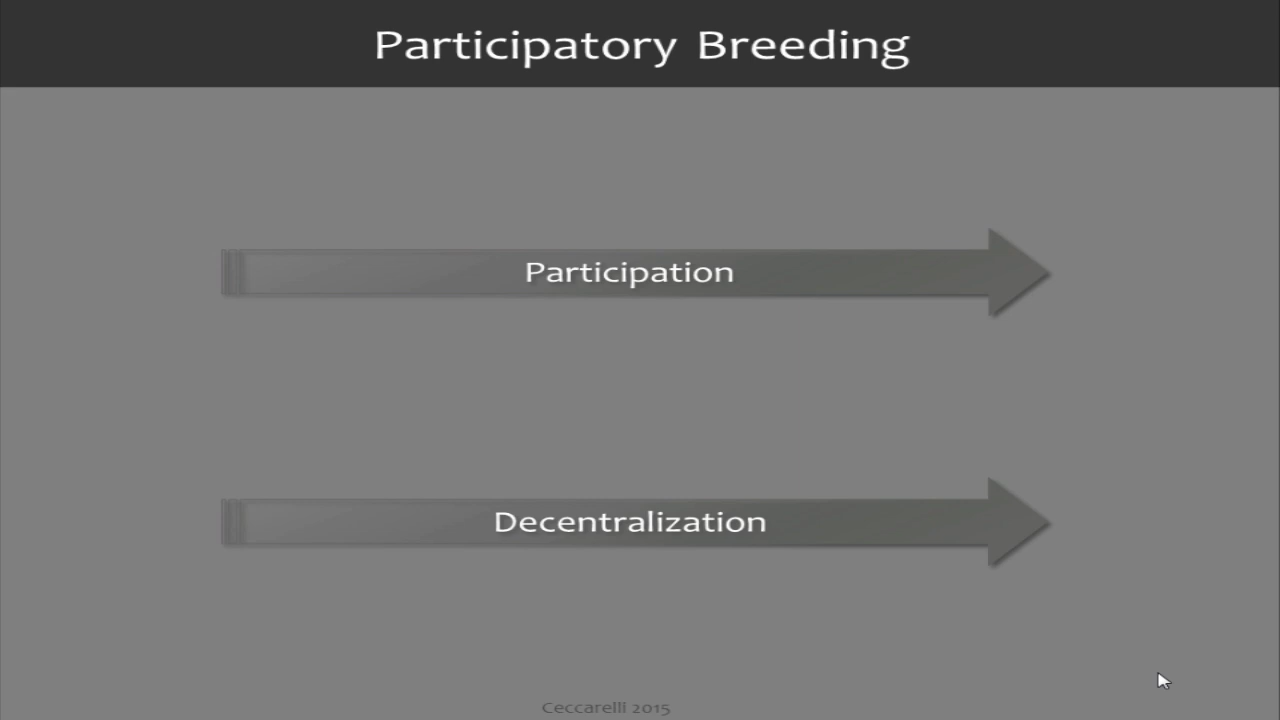 Participatory Breeding
Participation
Decentralization
Ceccarelli 2015